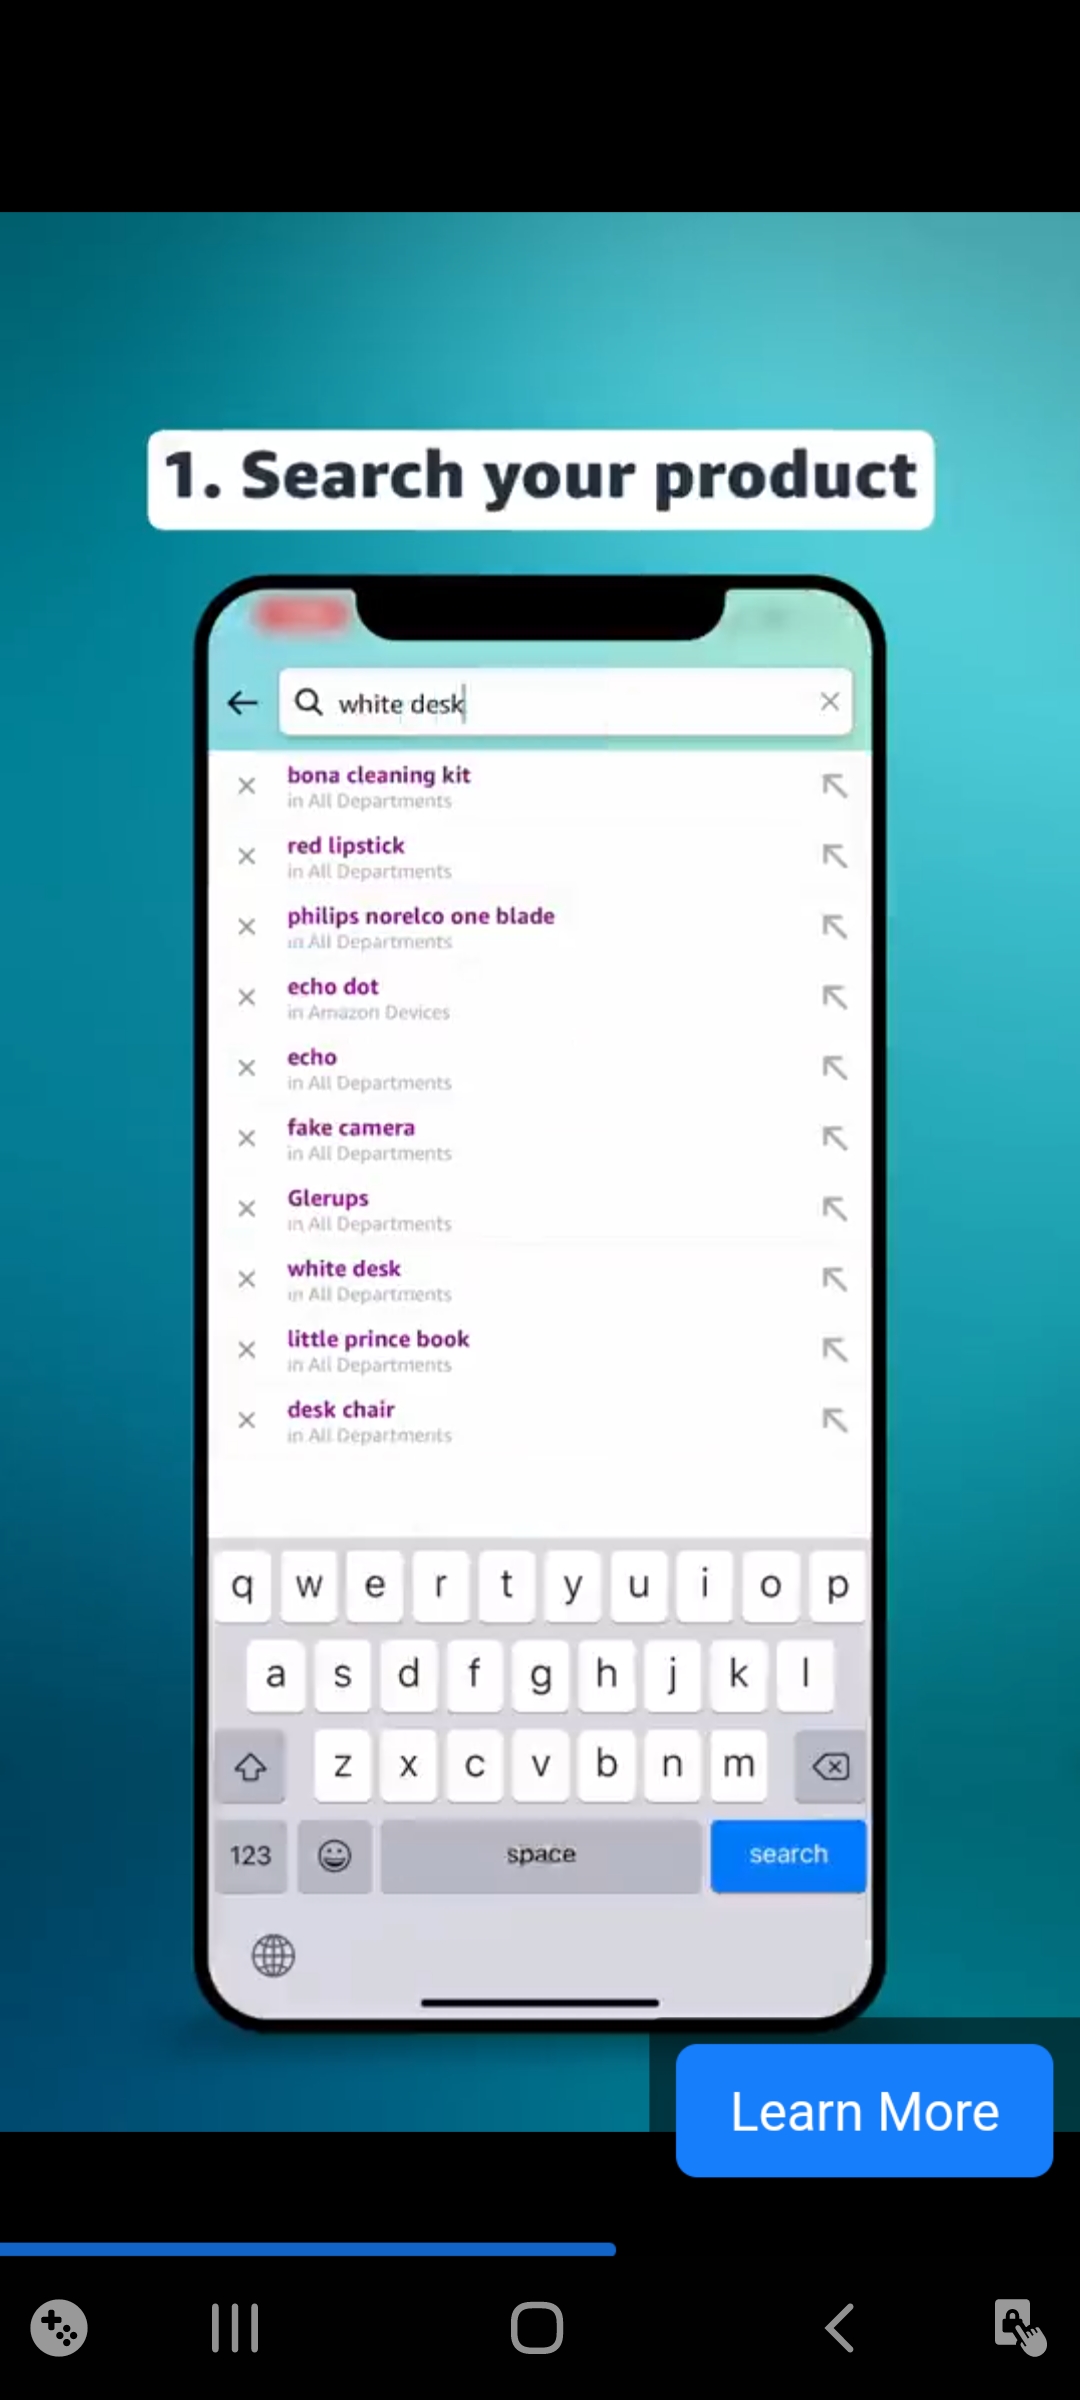 1. Search your product
white desk
bona cleaning kit
in All Departments
red lipstick
in All Departments
philips norelco one blade
in All Departments
echo dot
in Amazon Devices
echo
in All Departments
fake camera
in All Departments
Glerups
in All Departments
white desk
in All Departments
little prince book
in All Departments
desk chair
in All Departments
q w e r t y u i o p
a s d f g h j k l
z x c v b n m
123 space search
Learn More